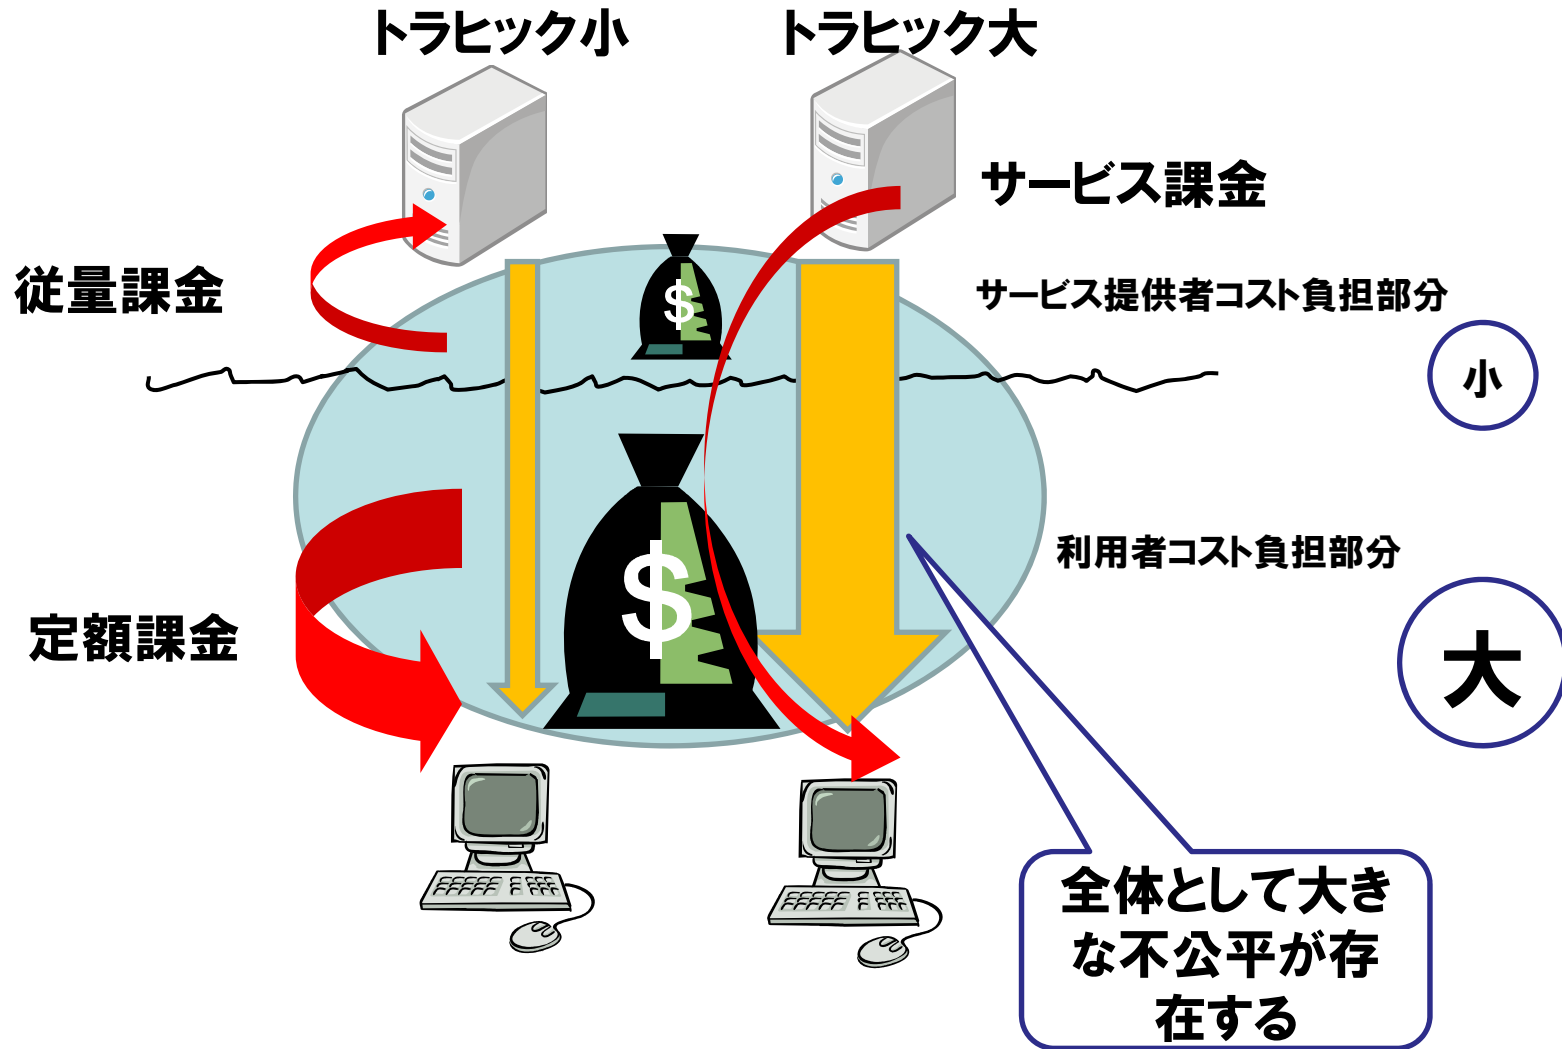 トラヒック小
トラヒック大
サービス課金
従量課金
サービス提供者コスト負担部分
$
小
利用者コスト負担部分
$
定額課金
大
全体として大き
な不公平が存
在する